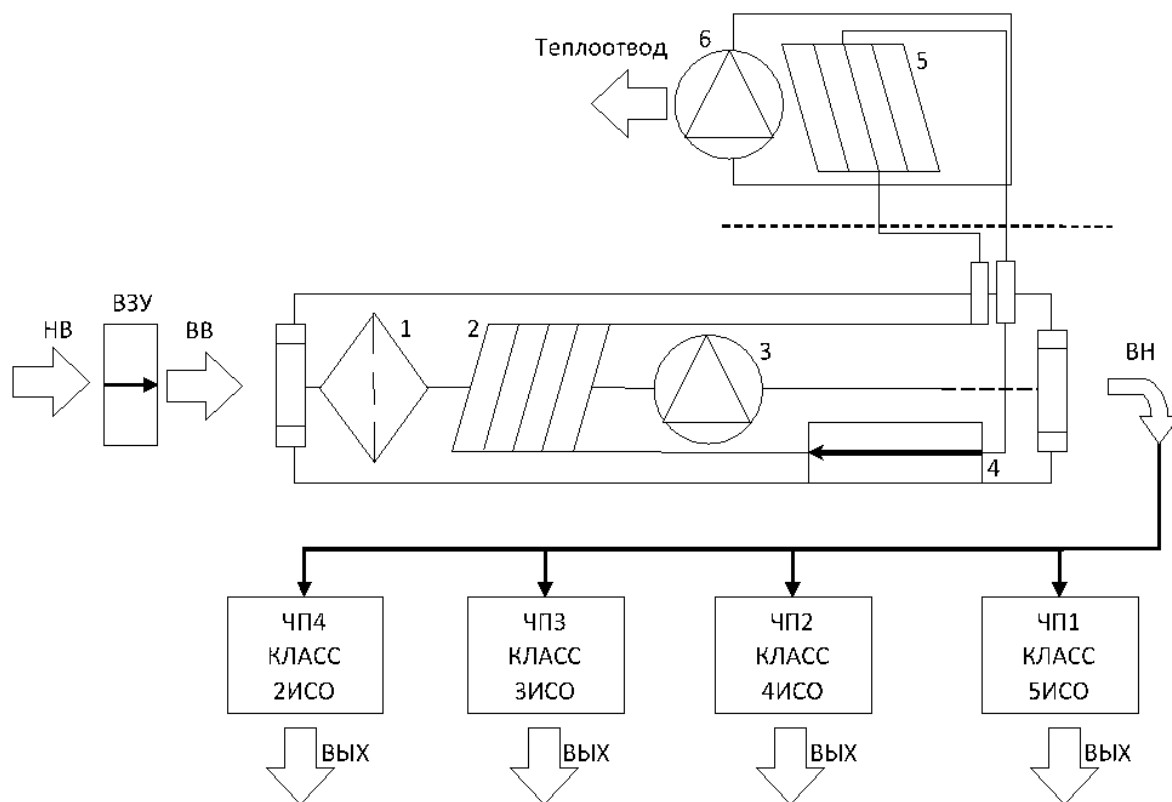 6
Теплоотвод
5
ВЗУ
НВ
ВВ
1
2
3
ВН
4
ЧП4
КЛАСС
2ИСО
ЧП3
КЛАСС
3ИСО
ЧП2
КЛАСС
4ИСО
ЧП1
КЛАСС
5ИСО
ВЫХ
ВЫХ
ВЫХ
ВЫХ